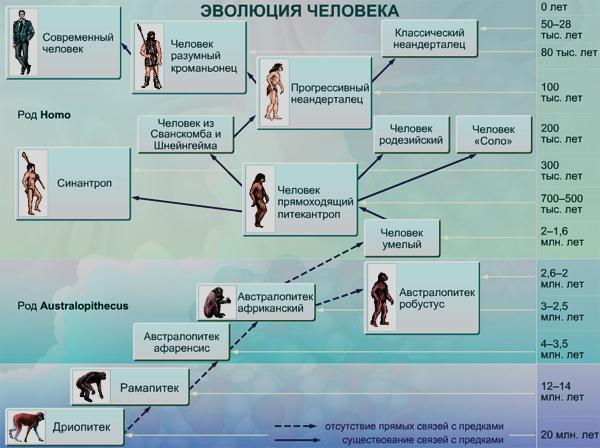 ЭВОЛЮЦИЯ ЧЕЛОВЕКА
0 лет
Современный
человек
Человек
разумный
кроманьонец
Классический
неандерталец
50–28
тыс. лет
80 тыс. лет
Прогрессивный
неандерталец
100
тыс. лет
Род Homo
Человек из
Сванскомба и
Шнейнгейма
Человек
родезийский
Человек
«Соло»
200
тыс. лет
Синантроп
Человек
прямоходящий
питекантроп
300
тыс. лет
700–500
тыс. лет
Человек
умелый
2–1,6
млн. лет
Австралопитек
робустус
2,6–2
млн. лет
Род Australopithecus
Австралопитек
африканский
3–2,5
млн. лет
Австралопитек
афаренсис
4–3,5
млн. лет
Рамапитек
12–14
млн. лет
Дриопитек
отсутствие прямых связей с предками
существование связей с предками
20 млн. лет